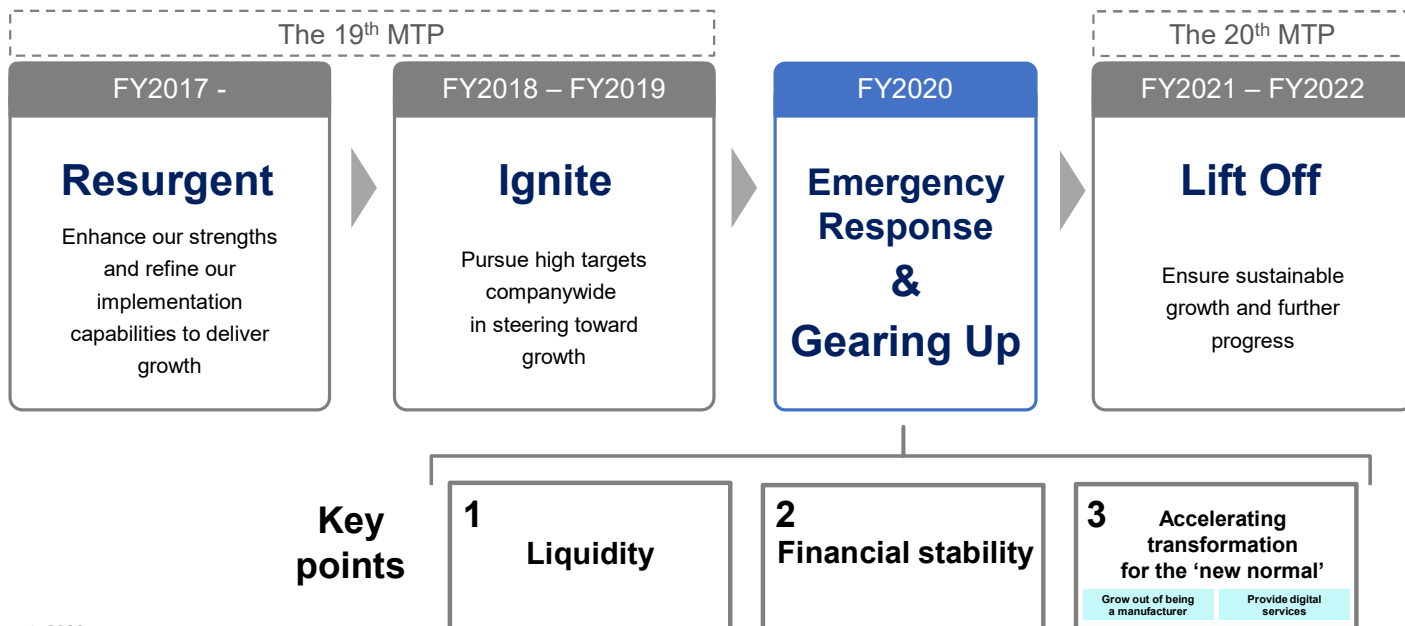 The 19th MTP
The 20th MTP
FY2017 -
Resurgent
Enhance our strengths
and refine our
implementation
capabilities to deliver
growth
FY2018 – FY2019
Ignite
Pursue high targets
companywide
in steering toward
growth
FY2020
Emergency
Response
&
Gearing Up
FY2021 – FY2022
Lift Off
Ensure sustainable
growth and further
progress
Key
points
1
Liquidity
2
Financial stability
3
Accelerating
transformation
for the ‘new normal’
Grow out of being
a manufacturer
Provide digital
services